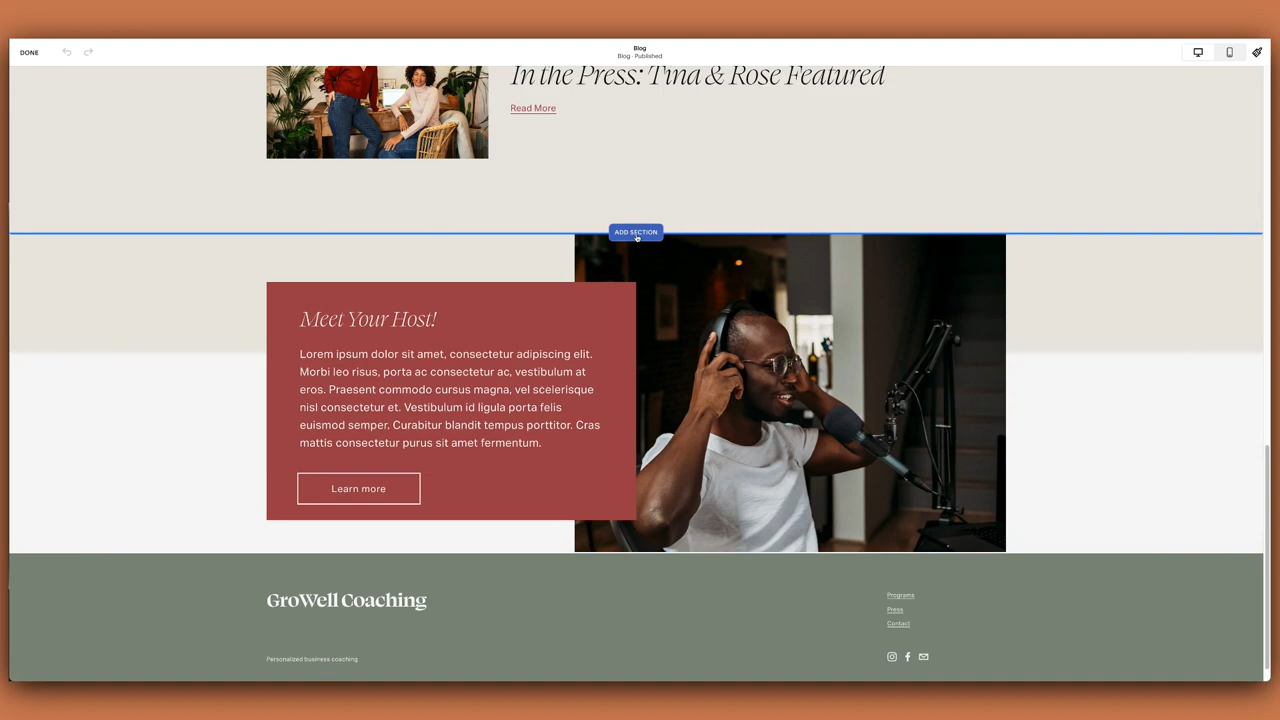 DONE
Blog
Blog · Published
In the Press: Tina & Rose Featured
Read More
ADD SECTION
Meet Your Host!
Lorem ipsum dolor sit amet, consectetur adipiscing elit.
Morbi leo risus, porta ac consectetur ac, vestibulum at
eros. Praesent commodo cursus magna, vel scelerisque
nisl consectetur et. Vestibulum id ligula porta felis
euismod semper. Curabitur blandit tempus porttitor. Cras
mattis consectetur purus sit amet fermentum.
Learn more
GroWell Coaching
Programs
Press
Contact
Personalized business coaching